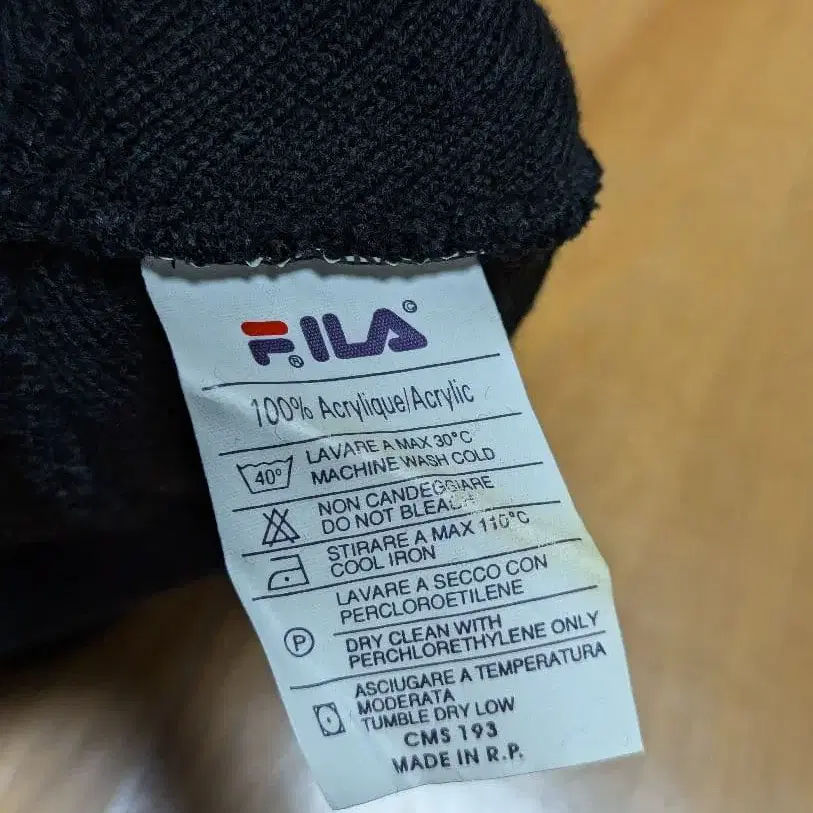 FILA ©
®
100% Acrylique/Acrylic
40° LAVARE A MAX 30°C
MACHINE WASH COLD
NON CANDEGGIARE
DO NOT BLEACH
STIRARE A MAX 110°C
COOL IRON
LAVARE A SECCO CON
PERCLOROETILENE
P DRY CLEAN WITH
PERCHLORETHYLENE ONLY
ASCIUGARE A TEMPERATURA
MODERATA
TUMBLE DRY LOW
CMS 193
MADE IN R.P.